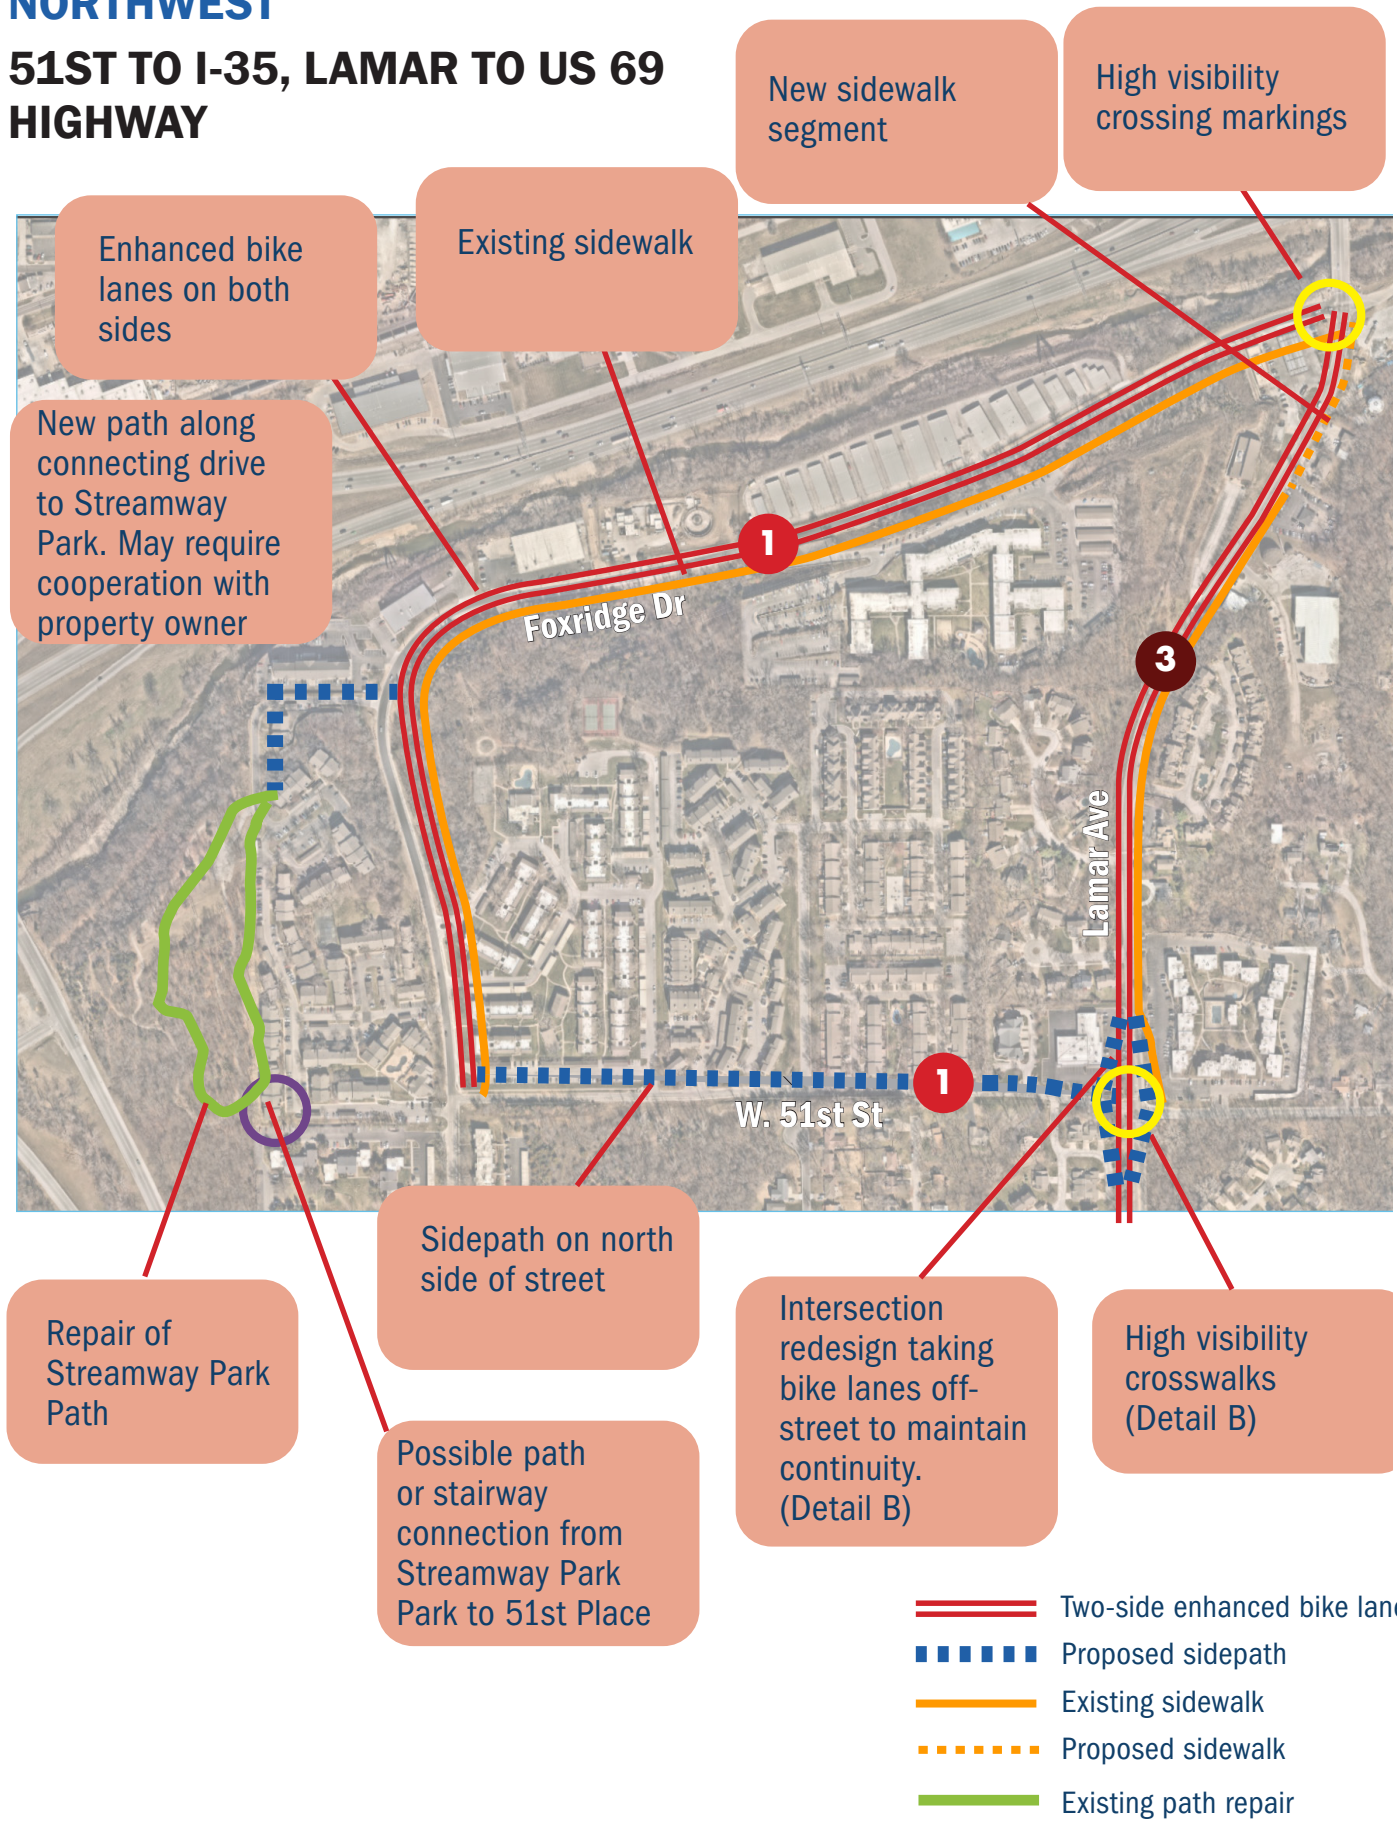 NORTHWEST
51ST TO I-35, LAMAR TO US 69
HIGHWAY
New sidewalk
segment
High visibility
crossing markings
Enhanced bike
lanes on both
sides
Existing sidewalk
New path along
connecting drive
to Streamway
Park. May require
cooperation with
property owner
1
Foxridge Dr
3
Lamar Ave
1
W. 51st St
Sidepath on north
side of street
Repair of
Streamway Park
Path
Intersection
redesign taking
bike lanes off-
street to maintain
continuity.
(Detail B)
High visibility
crosswalks
(Detail B)
Possible path
or stairway
connection from
Streamway Park
Park to 51st Place
Two-side enhanced bike lane
Proposed sidepath
Existing sidewalk
Proposed sidewalk
Existing path repair